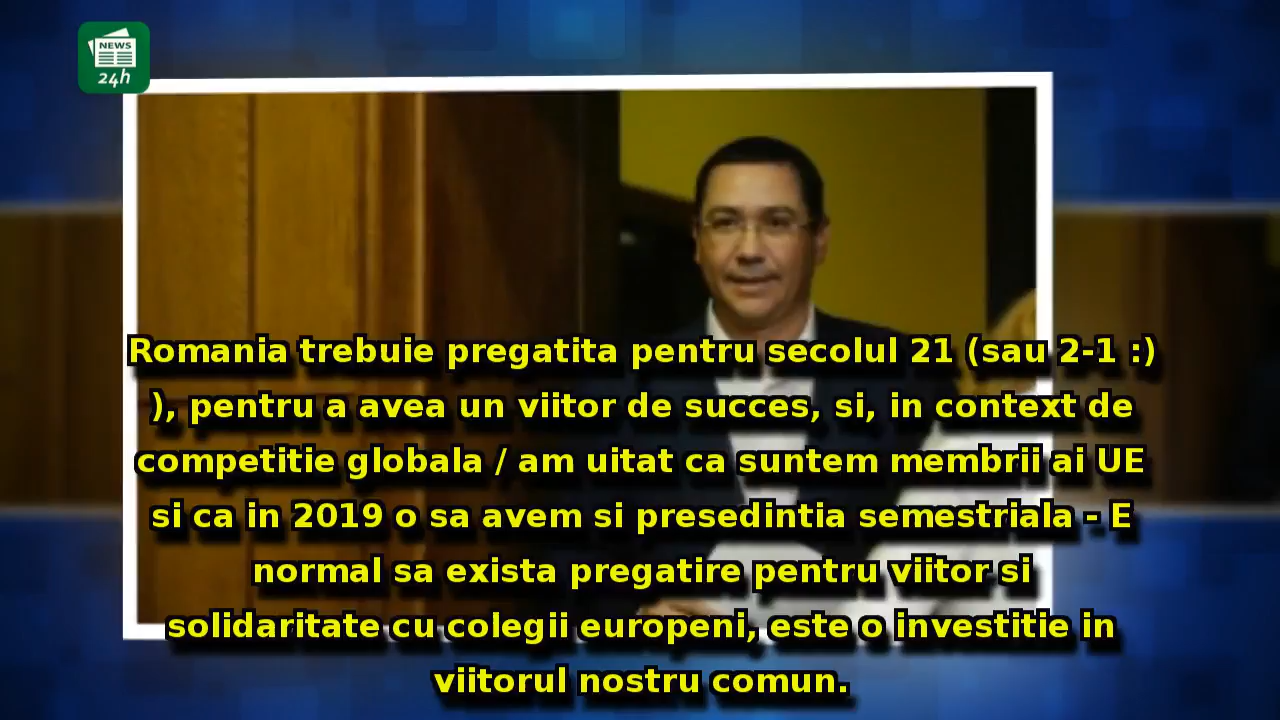 NEWS
24h
Romania trebuie pregatita pentru secolul 21 (sau 2-1 :)
), pentru a avea un viitor de succes, si, in context de
competitie globala / am uitat ca suntem membrii ai UE
si ca in 2019 o sa avem si presedintia semestriala - E
normal sa exista pregatire pentru viitor si
solidaritate cu colegii europeni, este o investitie in
viitorul nostru comun.